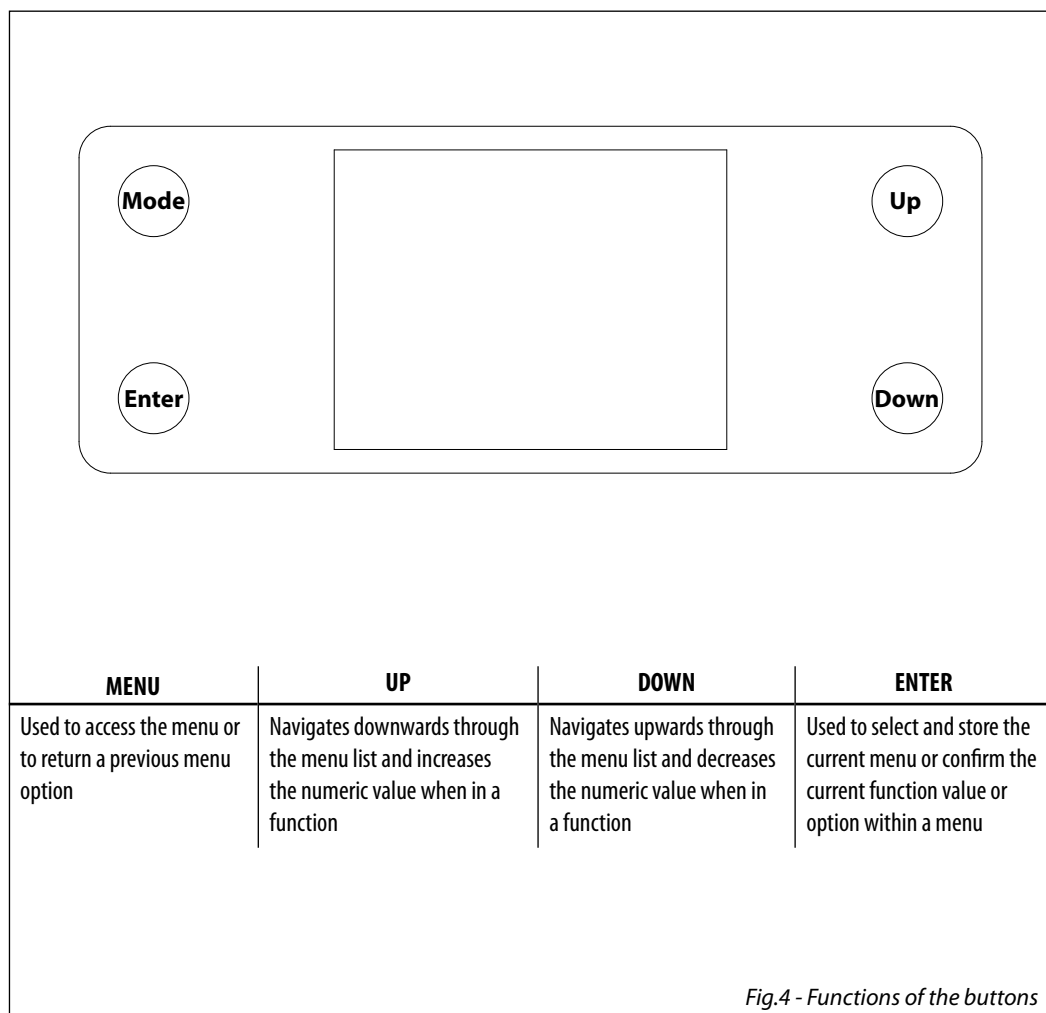 Mode
Up
Enter
Down
MENU
UP
DOWN
ENTER
Used to access the menu or
to return a previous menu
option
Navigates downwards through
the menu list and increases
the numeric value when in a
function
Navigates upwards through
the menu list and decreases
the numeric value when in
a function
Used to select and store the
current menu or confirm the
current function value or
option within a menu
Fig.4 - Functions of the buttons